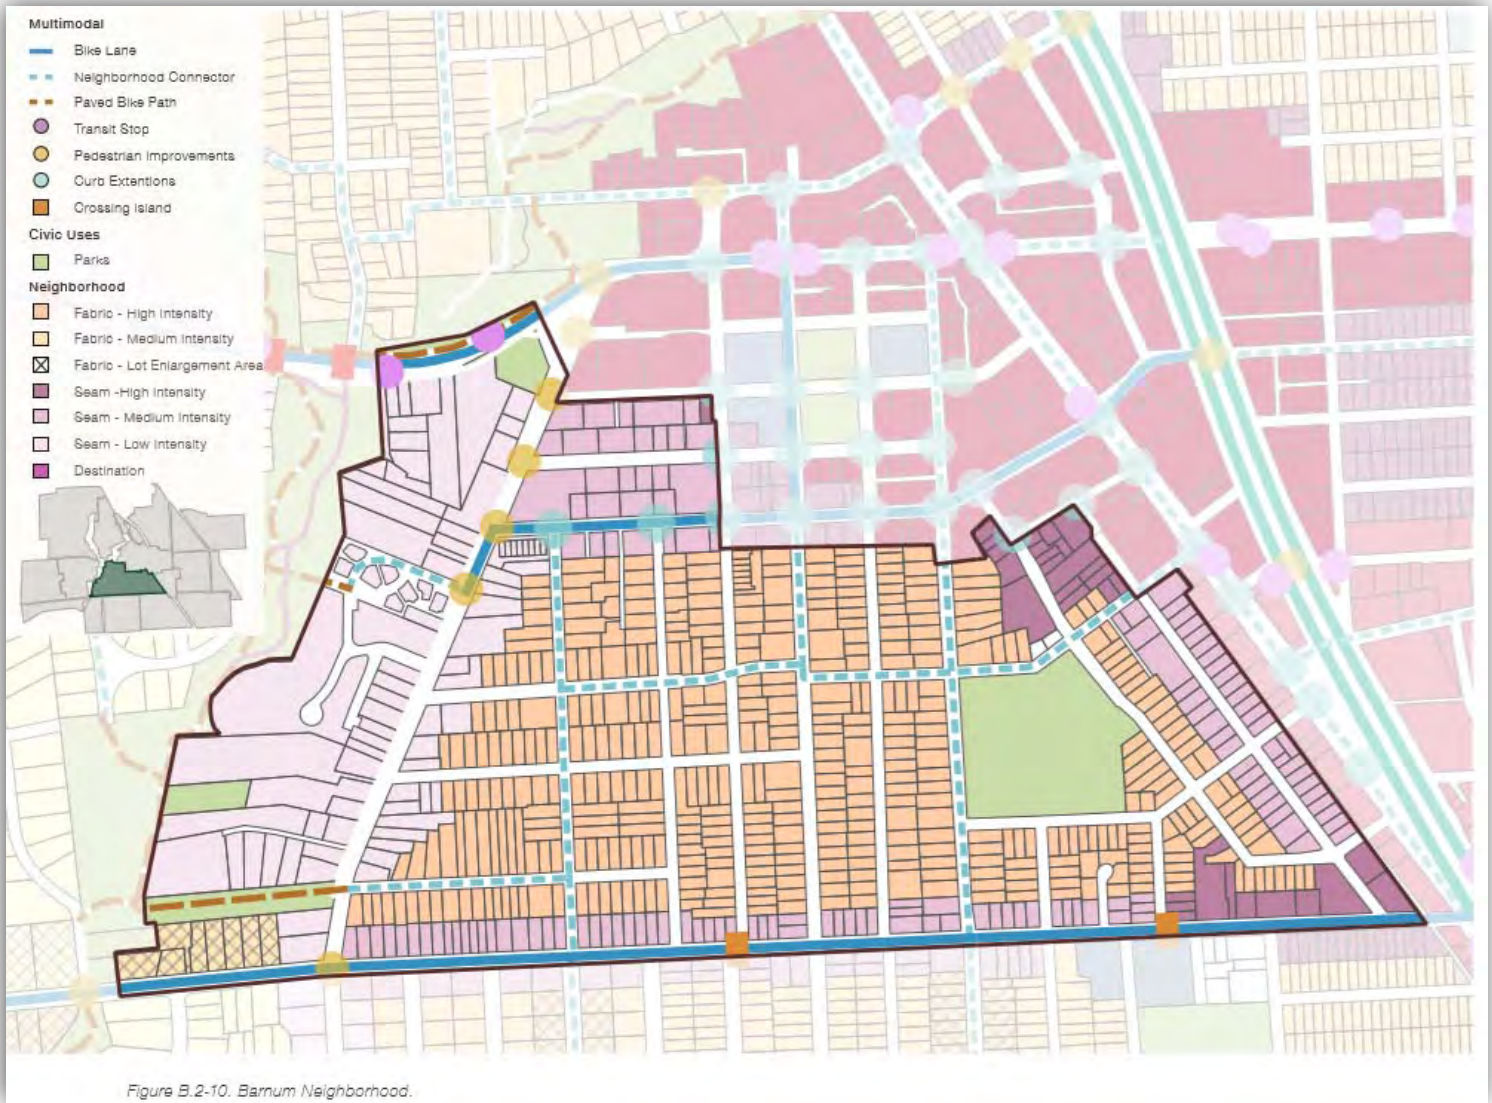 Multimodal
Bike Lane
Neighborhood Connector
Paved Bike Path
Transit Stop
Pedestrian Improvements
Curb Extentions
Crossing Island
Civic Uses
Parks
Neighborhood
Fabric - High Intensity
Fabric - Medium Intensity
Fabric - Lot Enlargement Area
Seam -High Intensity
Seam - Medium Intensity
Seam - Low Intensity
Destination
Figure B.2-10. Barnum Neighborhood.